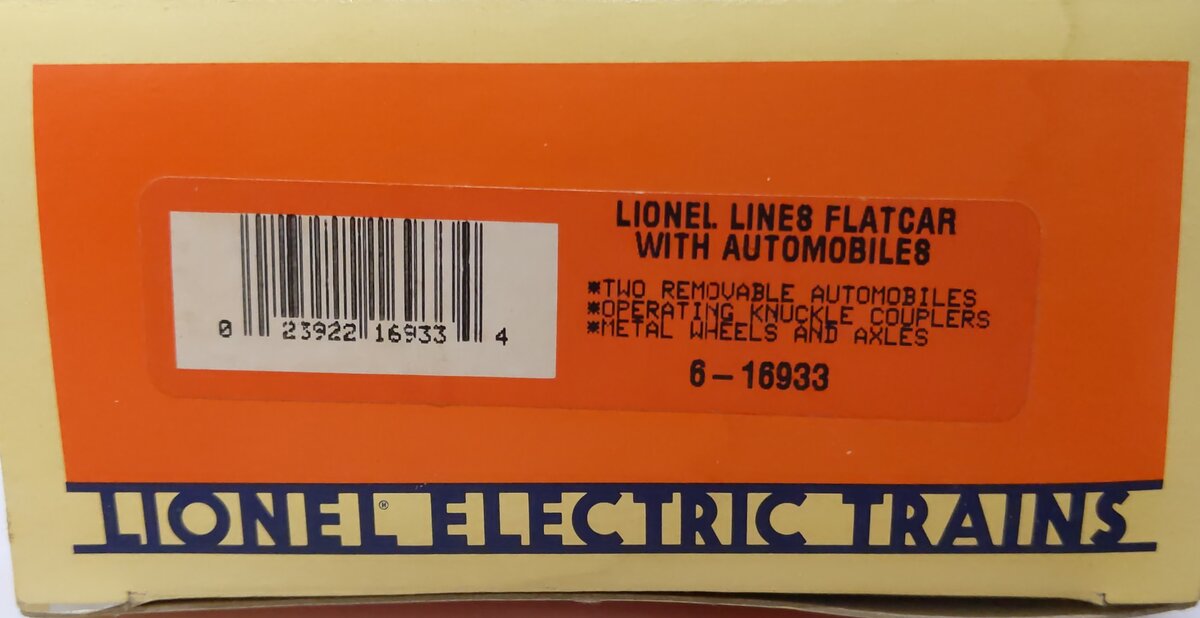 LIONEL LINES FLATCAR
WITH AUTOMOBILES
*TWO REMOVABLE AUTOMOBILES
*OPERATING KNUCKLE COUPLERS
*METAL WHEELS AND AXLES
6-16933
0 23922 16933 4
LIONEL® ELECTRIC TRAINS